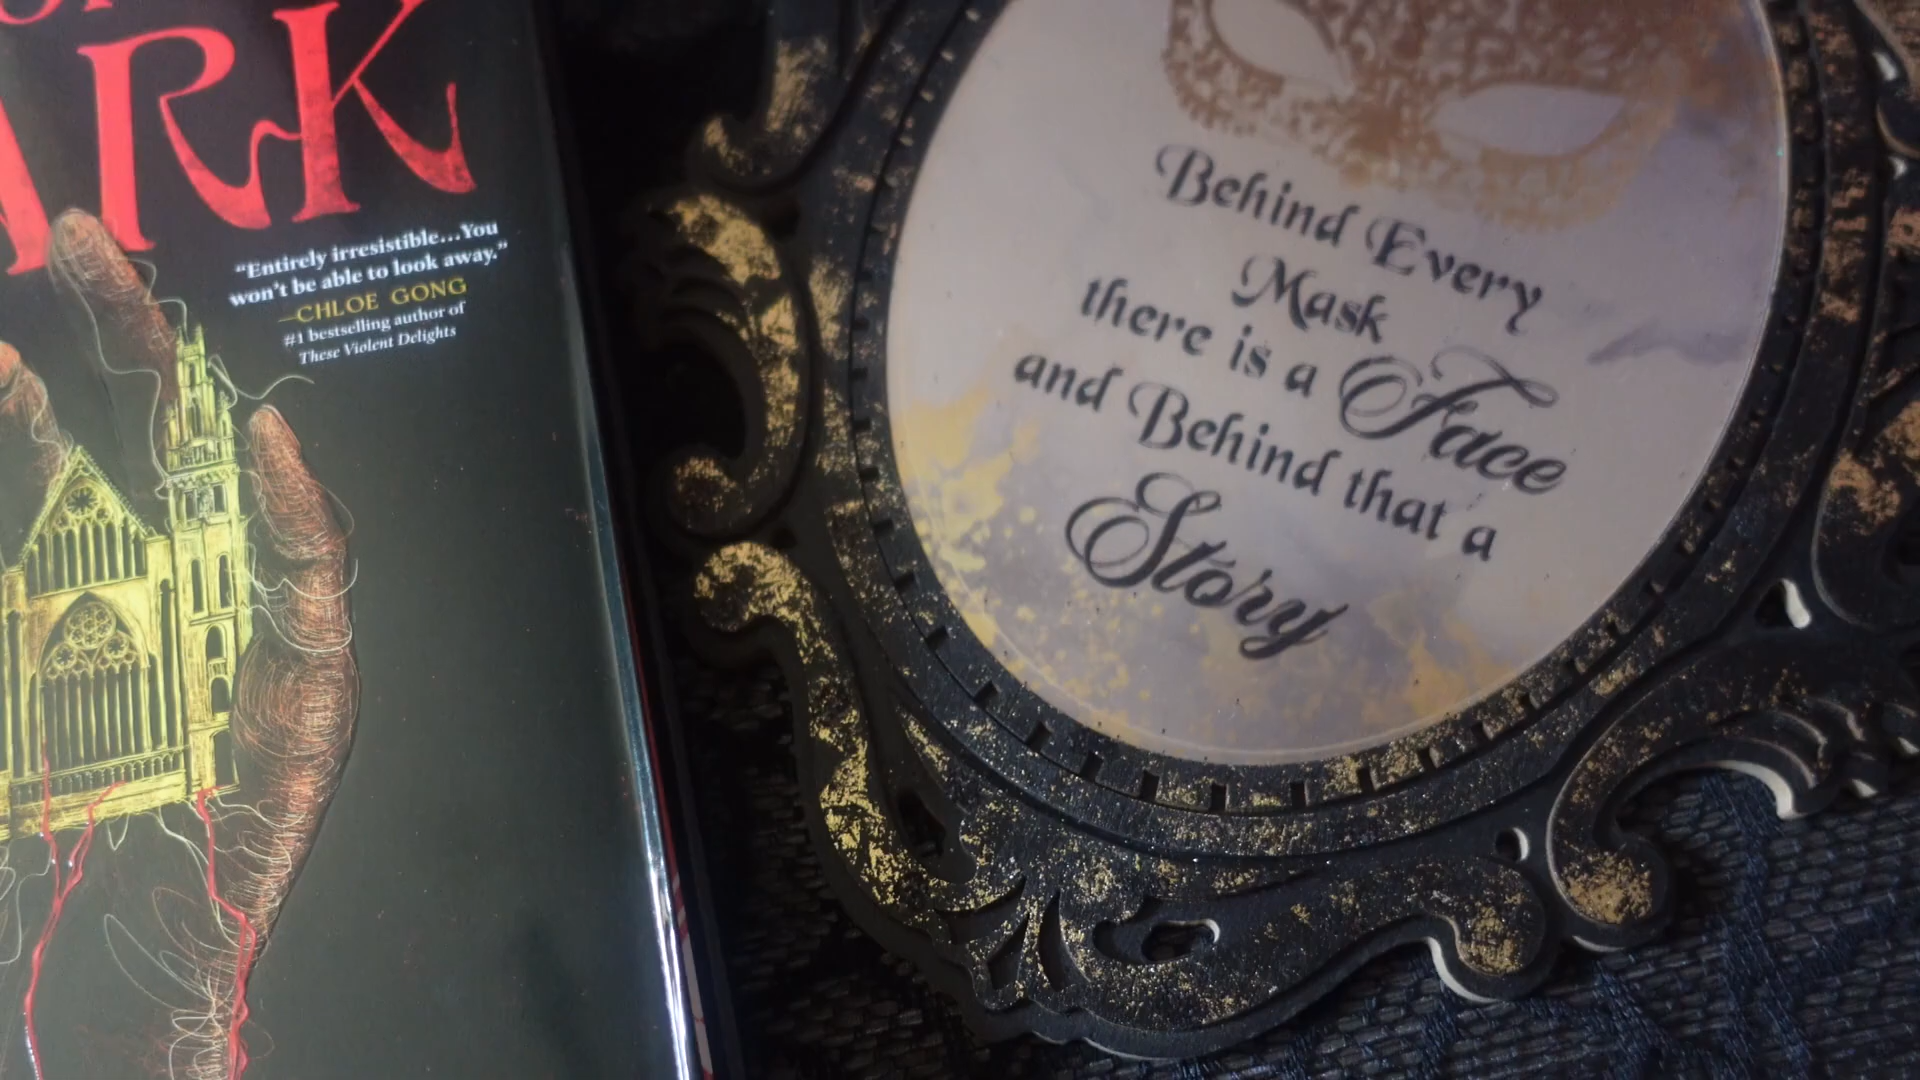 ARK
“Entirely irresistible...You
won’t be able to look away.”
—CHLOE GONG
#1 bestselling author of
These Violent Delights
Behind Every
Mask
there is a Face
and Behind that a
Story